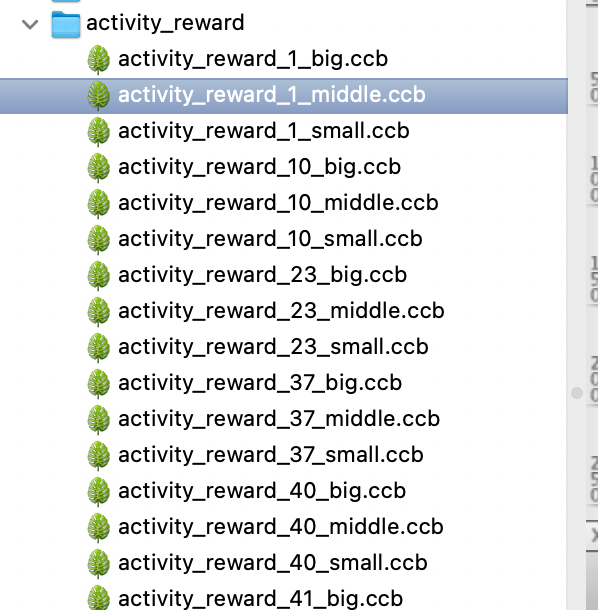 activity_reward
activity_reward_1_big.ccb
activity_reward_1_middle.ccb
activity_reward_1_small.ccb
activity_reward_10_big.ccb
activity_reward_10_middle.ccb
activity_reward_10_small.ccb
activity_reward_23_big.ccb
activity_reward_23_middle.ccb
activity_reward_23_small.ccb
activity_reward_37_big.ccb
activity_reward_37_middle.ccb
activity_reward_37_small.ccb
activity_reward_40_big.ccb
activity_reward_40_middle.ccb
activity_reward_40_small.ccb
activity_reward_41_big.ccb